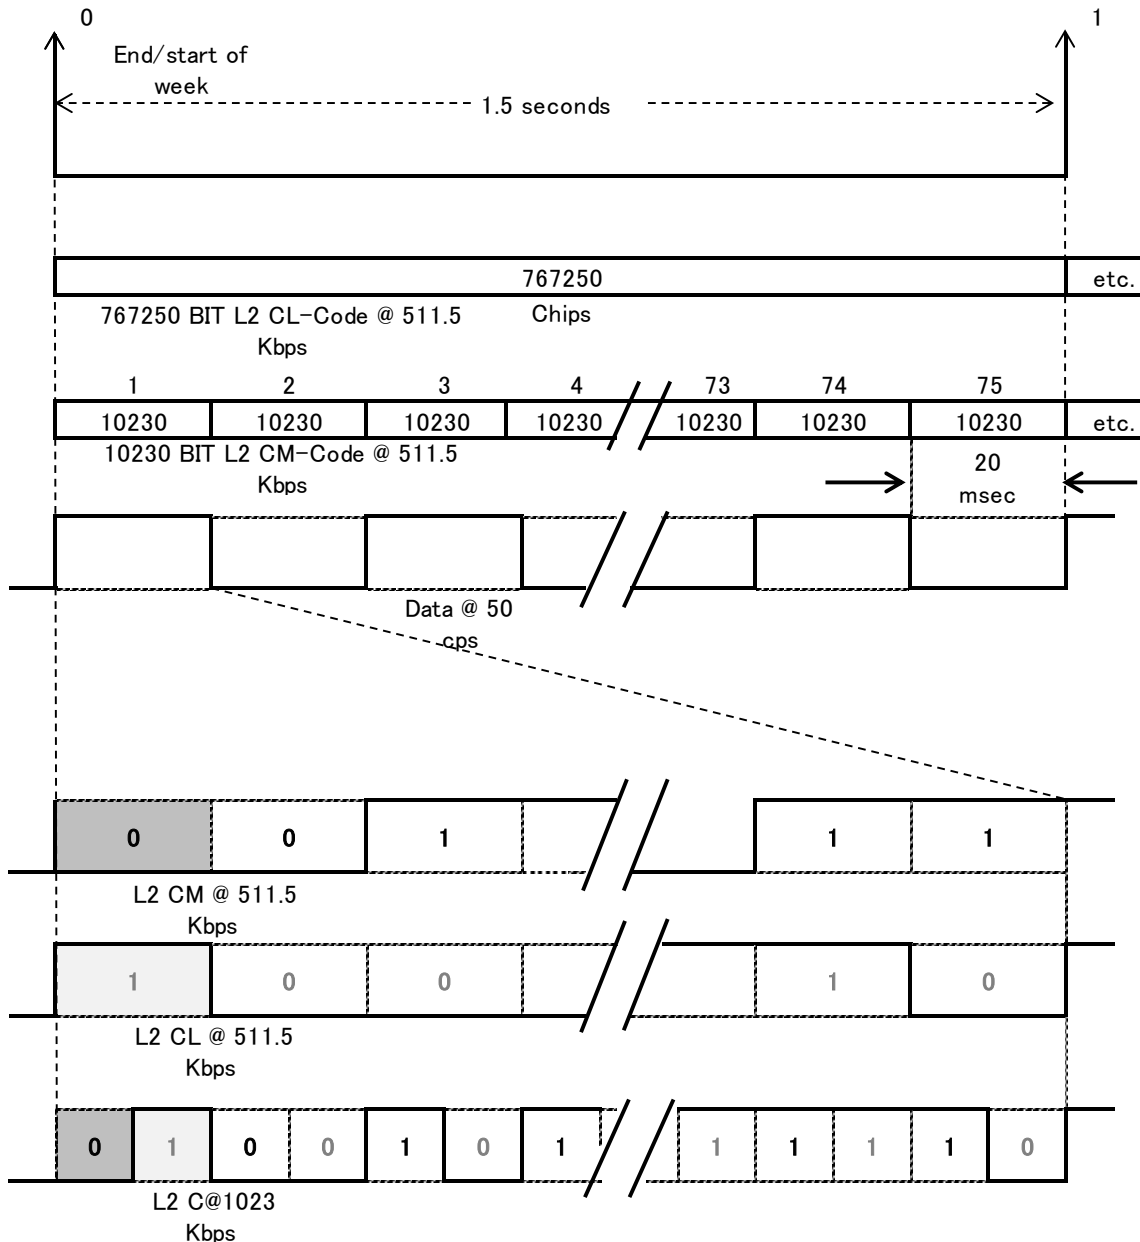 0 1
End/start of
week
1.5 seconds
767250 etc.
767250 BIT L2 CL-Code @ 511.5 Chips
Kbps
1 2 3 4 73 74 75
10230 10230 10230 10230 10230 10230 10230 etc.
10230 BIT L2 CM-Code @ 511.5
Kbps
20
msec
Data @ 50
cps
0 0 1 1 1
L2 CM @ 511.5
Kbps
1 0 0 1 0
L2 CL @ 511.5
Kbps
0 1 0 0 1 0 1 1 1 1 1 0
L2 C@1023
Kbps